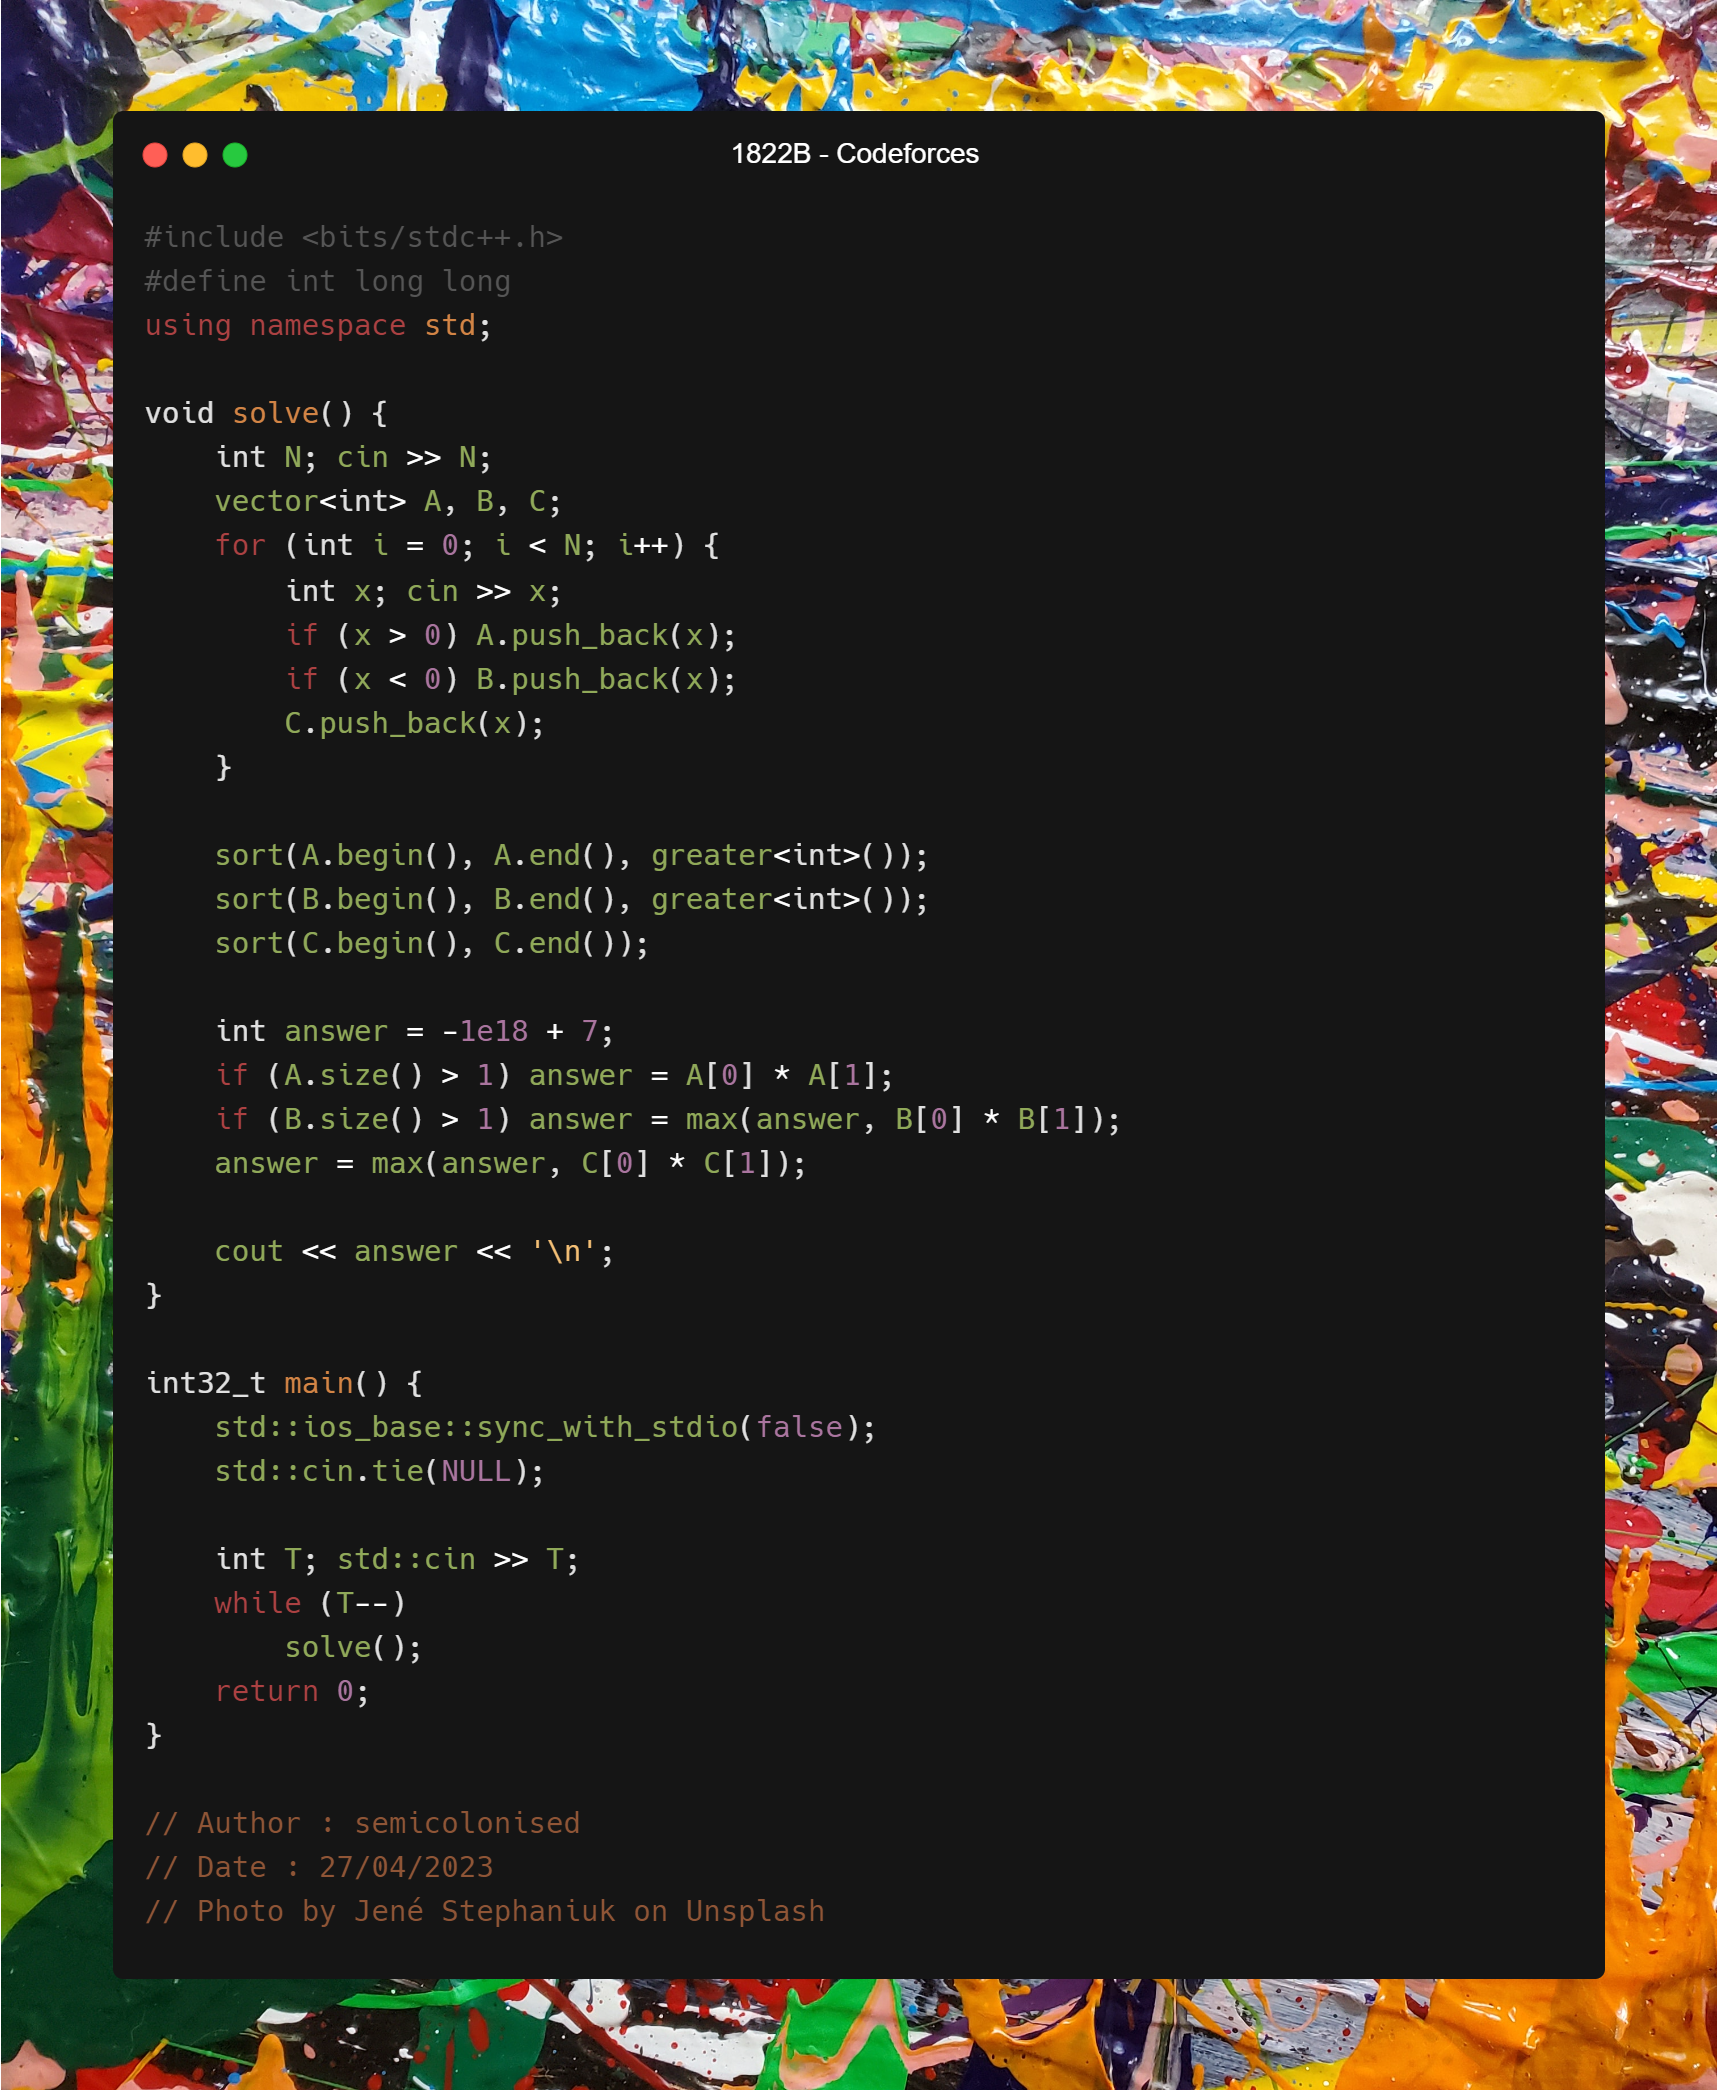 1822B - Codeforces
#include <bits/stdc++.h>
#define int long long
using namespace std;
void solve() {
    int N; cin >> N;
    vector<int> A, B, C;
    for (int i = 0; i < N; i++) {
        int x; cin >> x;
        if (x > 0) A.push_back(x);
        if (x < 0) B.push_back(x);
        C.push_back(x);
    }
    sort(A.begin(), A.end(), greater<int>());
    sort(B.begin(), B.end(), greater<int>());
    sort(C.begin(), C.end());
    int answer = -1e18 + 7;
    if (A.size() > 1) answer = A[0] * A[1];
    if (B.size() > 1) answer = max(answer, B[0] * B[1]);
    answer = max(answer, C[0] * C[1]);
    cout << answer << '\n';
}
int32_t main() {
    std::ios_base::sync_with_stdio(false);
    std::cin.tie(NULL);
    int T; std::cin >> T;
    while (T--)
        solve();
    return 0;
}
// Author : semicolonised
// Date : 27/04/2023
// Photo by Jené Stephaniuk on Unsplash